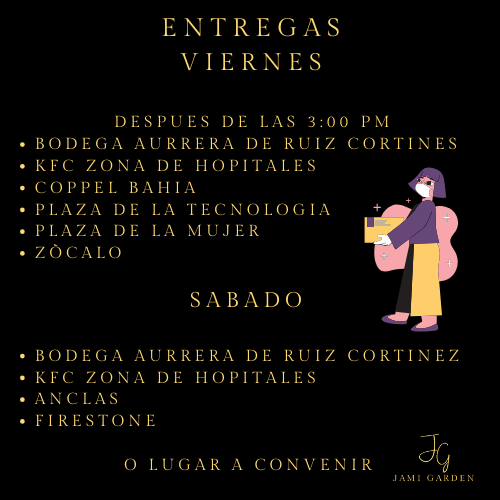 ENTREGAS
VIERNES
DESPUES DE LAS 3:00 PM
• BODEGA AURRERA DE RUIZ CORTINES
• KFC ZONA DE HOPITALES
• COPPEL BAHIA
• PLAZA DE LA TECNOLOGIA
• PLAZA DE LA MUJER
• ZÒCALO
SABADO
• BODEGA AURRERA DE RUIZ CORTINEZ
• KFC ZONA DE HOPITALES
• ANCLAS
• FIRESTONE
O LUGAR A CONVENIR
JG
JAMI GARDEN